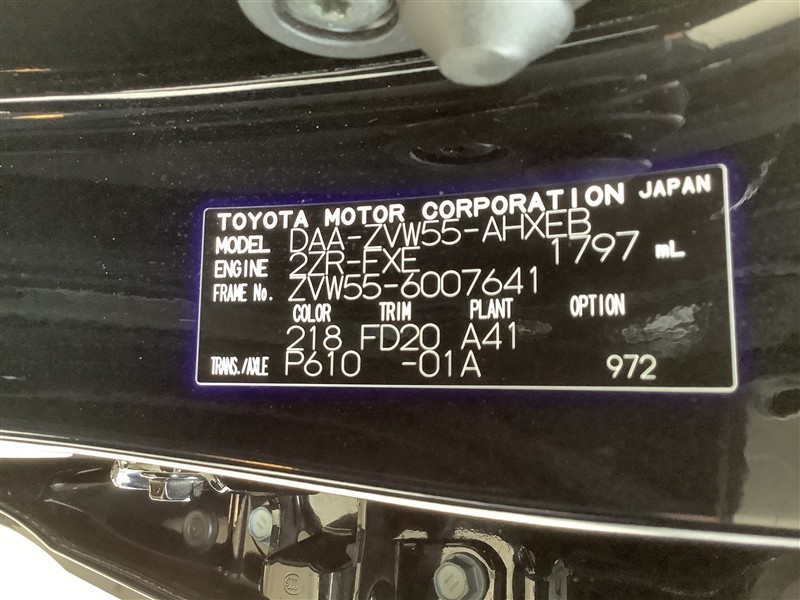 TOYOTA MOTOR CORPORATION JAPAN
MODEL DAA-ZVW55-AHXEB
ENGINE 2ZR-FXE 1797 mL
FRAME No. ZVW55-6007641
COLOR TRIM PLANT OPTION
218 FD20 A41
TRANS./AXLE P610 -01A 972